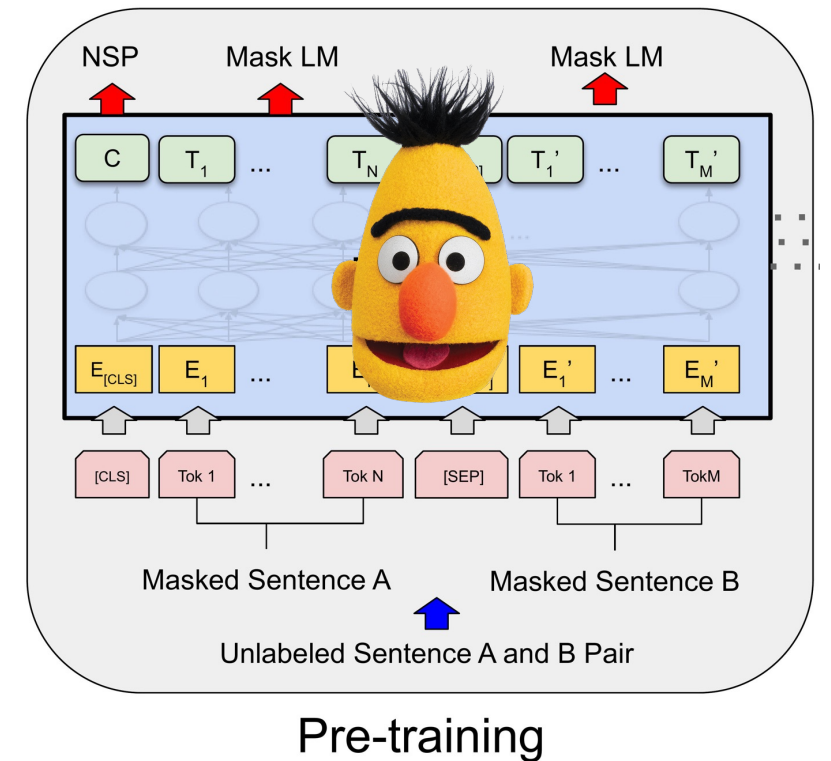 NSP Mask LM Mask LM
C T1 ... TN T1’ ... TM’
...
E[CLS] E1 ... E1’ ... EM’
[CLS] Tok 1 ... Tok N [SEP] Tok 1 ... TokM
Masked Sentence A Masked Sentence B
Unlabeled Sentence A and B Pair
Pre-training